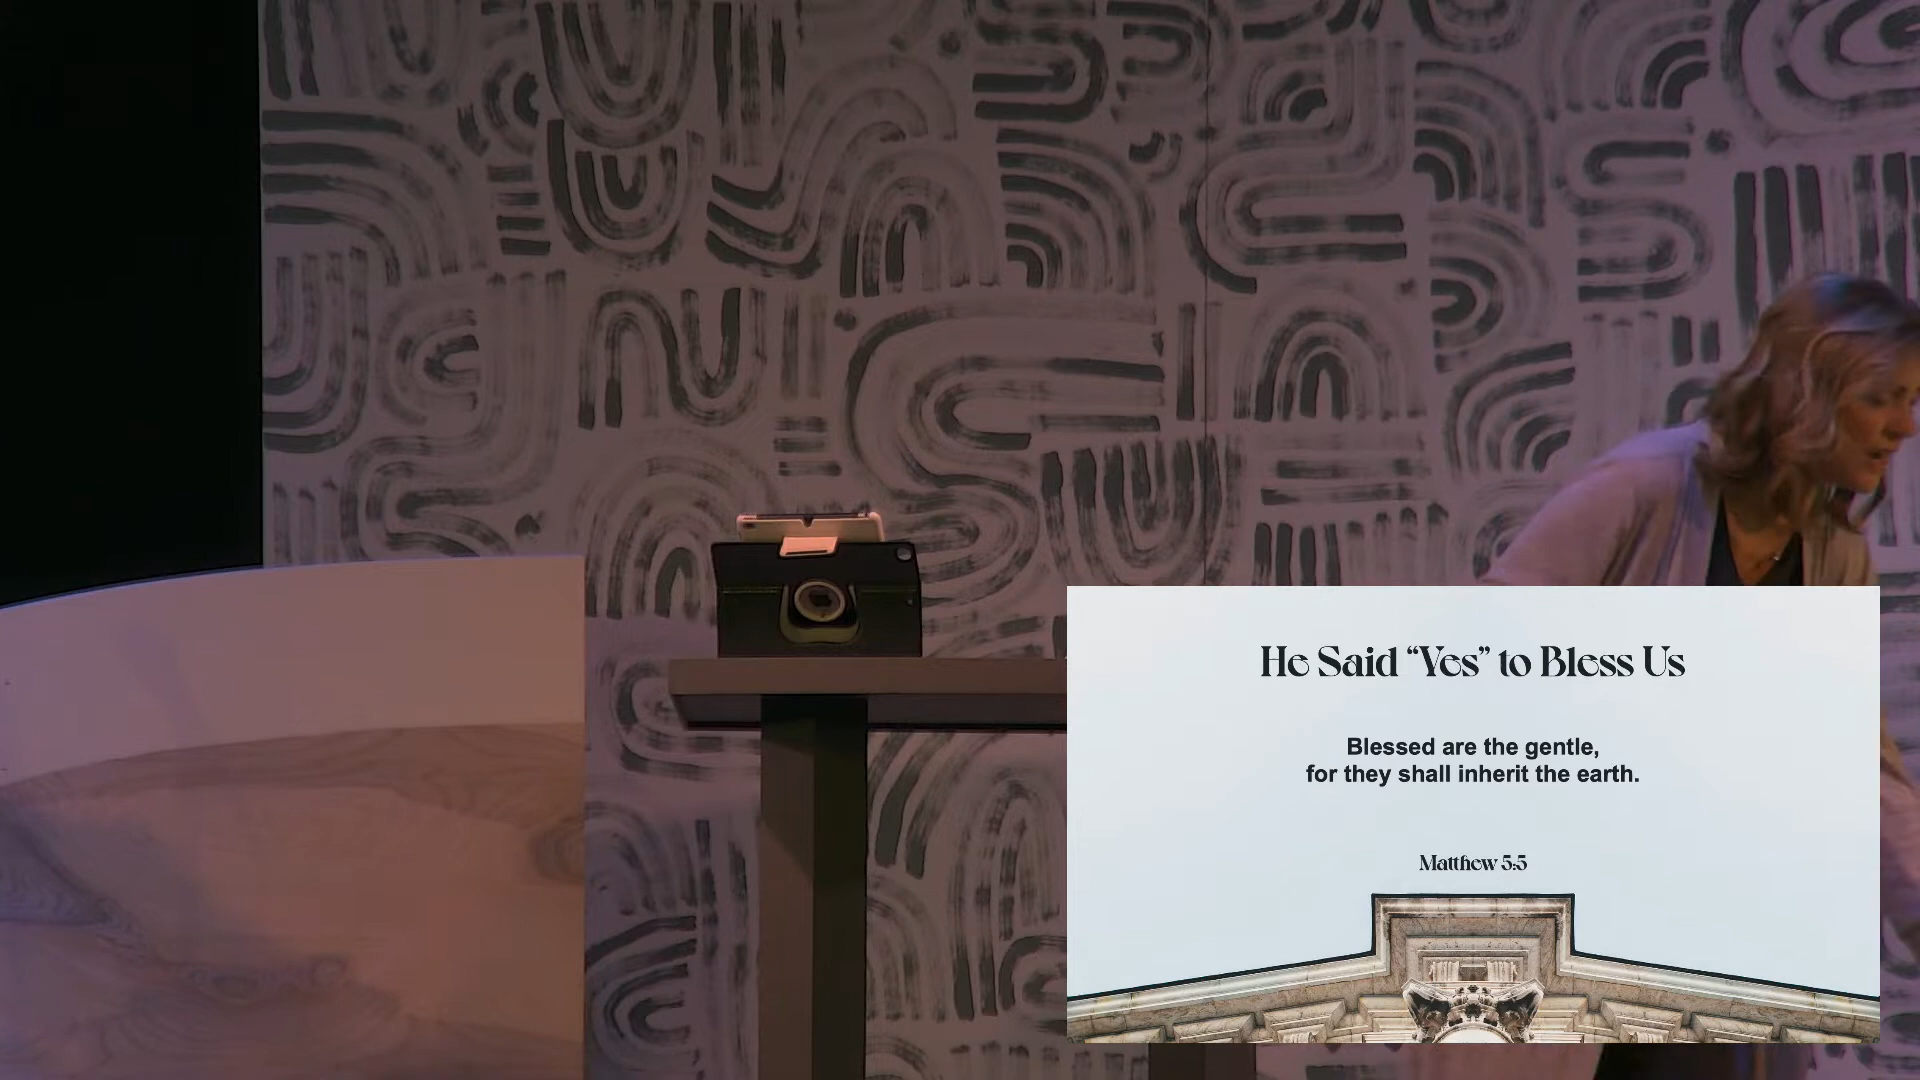 He Said “Yes” to Bless Us
Blessed are the gentle,
for they shall inherit the earth.
Matthew 5:5